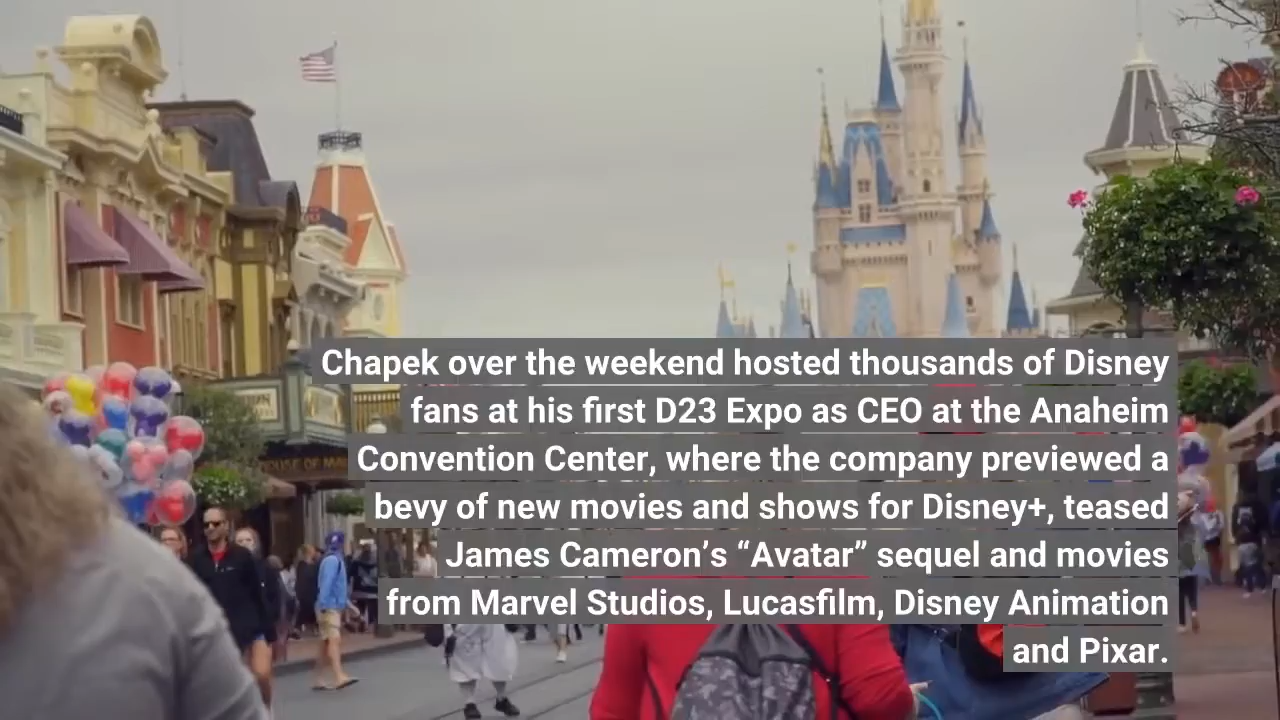 Chapek over the weekend hosted thousands of Disney
fans at his first D23 Expo as CEO at the Anaheim
Convention Center, where the company previewed a
bevy of new movies and shows for Disney+, teased
James Cameron’s “Avatar” sequel and movies
from Marvel Studios, Lucasfilm, Disney Animation
and Pixar.